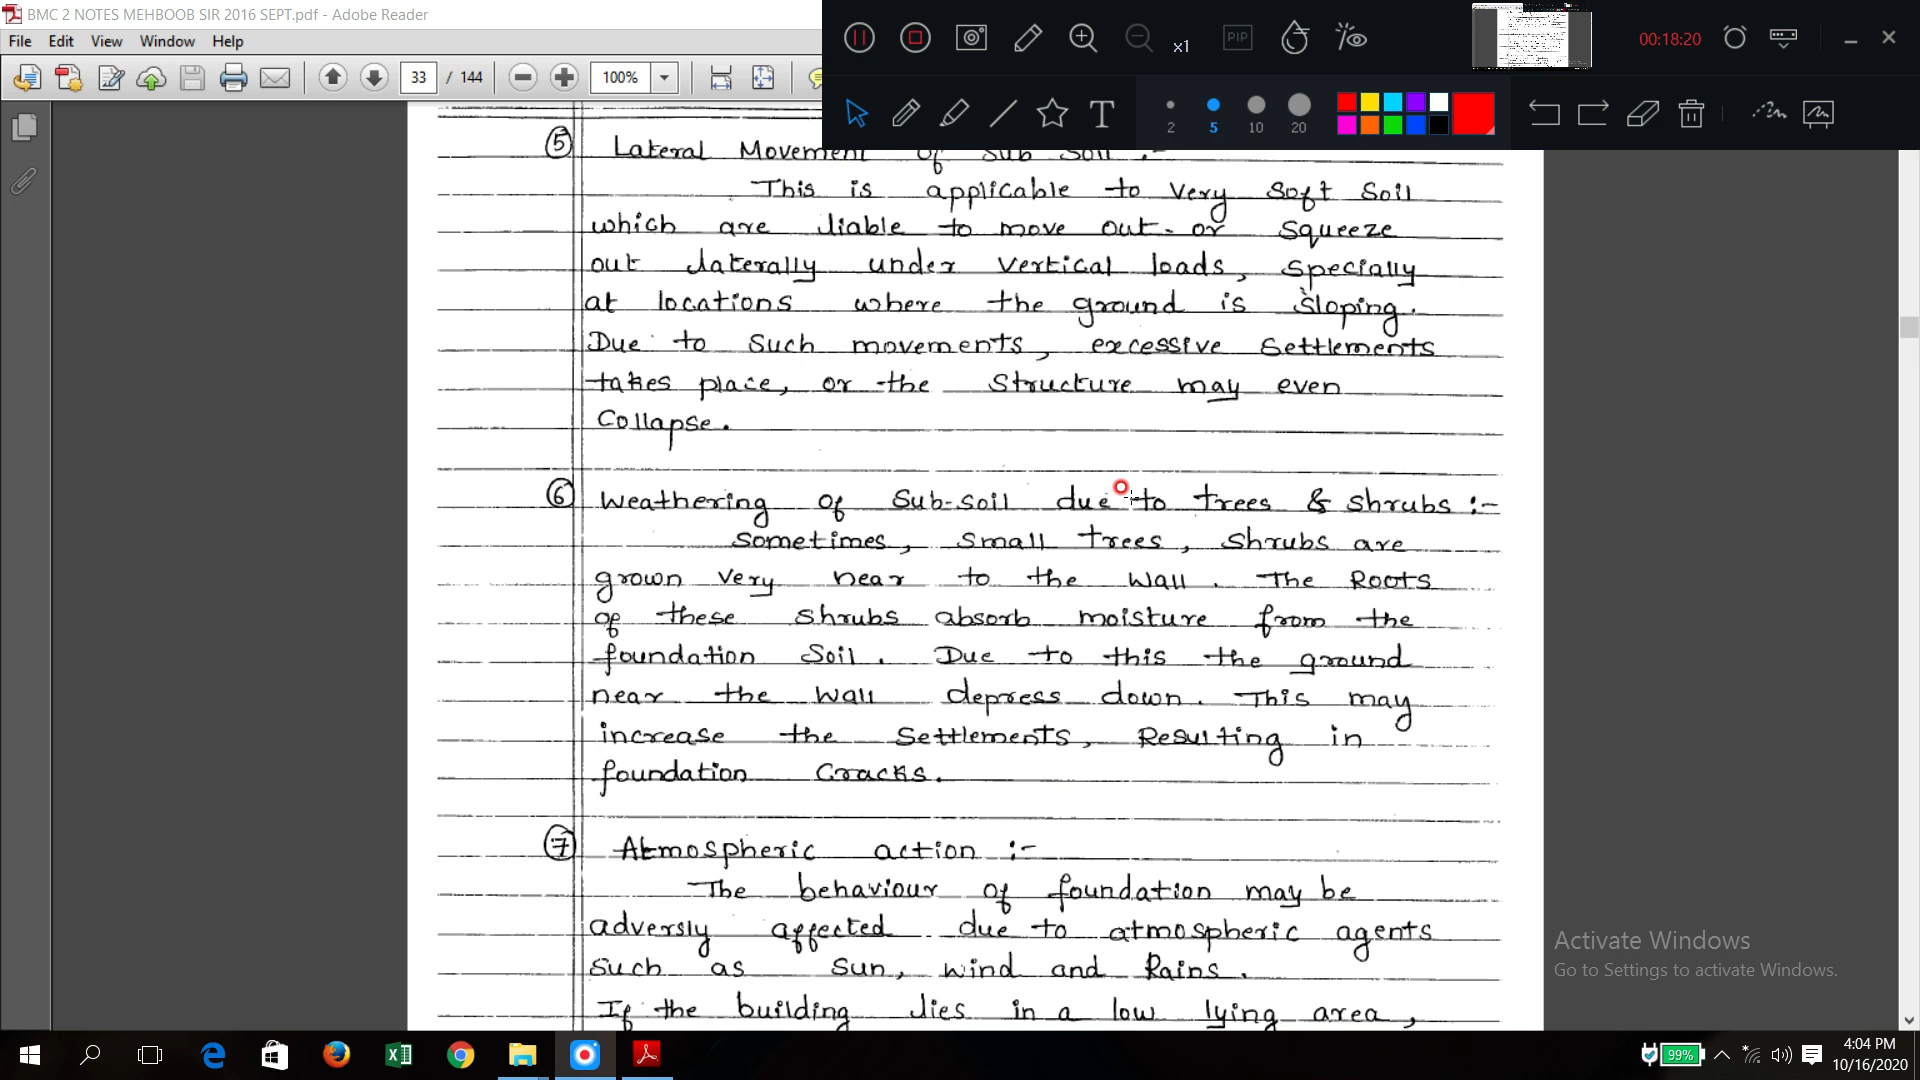 BMC 2 NOTES MEHBOOB SIR 2016 SEPT.pdf - Adobe Reader
File Edit View Window Help
33 / 144 100%
x1 PIP 00:18:20
T 2 5 10 20
5 Lateral Movement of Sub Soil :-
This is applicable to very soft soil
which are liable to move out or squeeze
out laterally under vertical loads, specially
at locations where the ground is sloping.
Due to such movements, excessive settlements
takes place, or the structure may even
Collapse.
6 Weathering of Sub-soil due to trees & shrubs :-
Sometimes, small trees, shrubs are
grown very near to the wall. The Roots
of these shrubs absorb moisture from the
foundation Soil. Due to this the ground
near the wall depress down. This may
increase the settlements, Resulting in
foundation Cracks.
7 Atmospheric action :-
The behaviour of foundation may be
adversly affected due to atmospheric agents
such as Sun, wind and Rains.
If the building lies in a low lying area,
Activate Windows
Go to Settings to activate Windows.
99%
4:04 PM
10/16/2020